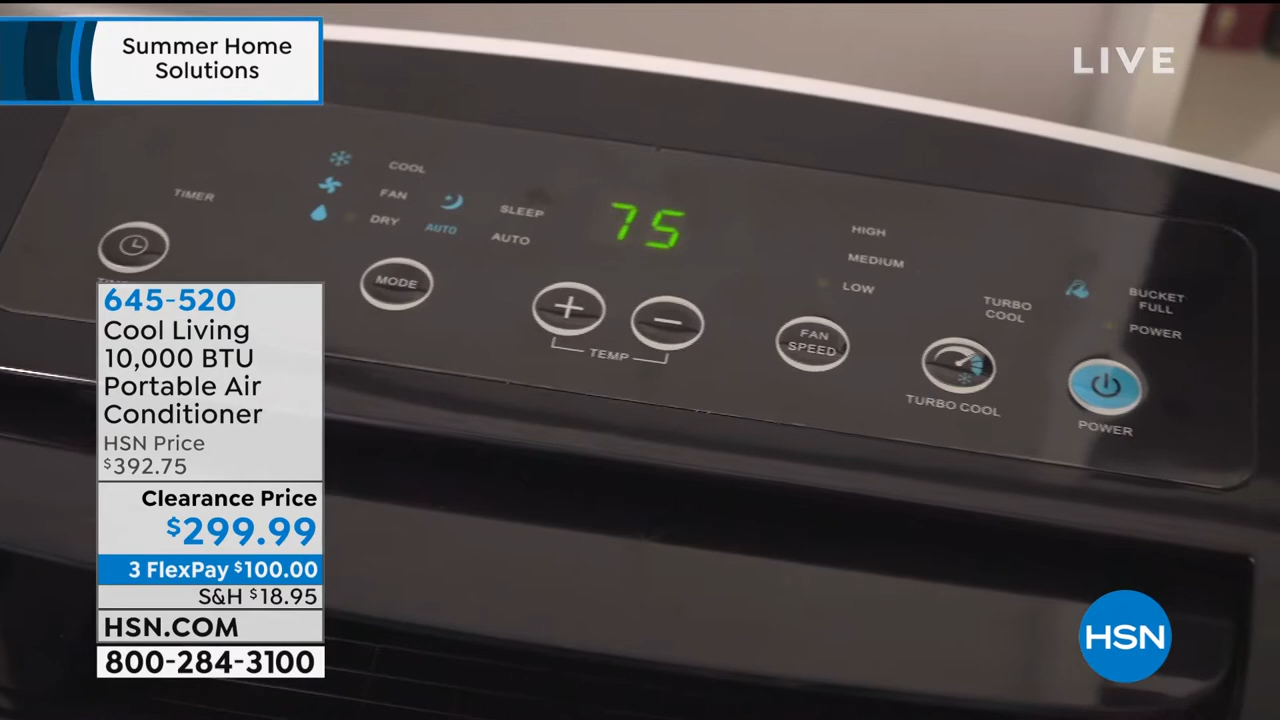 Summer Home
Solutions
LIVE
TIMER
COOL
FAN
DRY
AUTO
SLEEP
AUTO
75
HIGH
MEDIUM
LOW
TURBO
COOL
BUCKET
FULL
POWER
MODE
+
−
TEMP
FAN
SPEED
TURBO COOL
POWER
645-520
Cool Living
10,000 BTU
Portable Air
Conditioner
HSN Price
$392.75
Clearance Price
$299.99
3 FlexPay $100.00
S&H $18.95
HSN.COM
800-284-3100
HSN